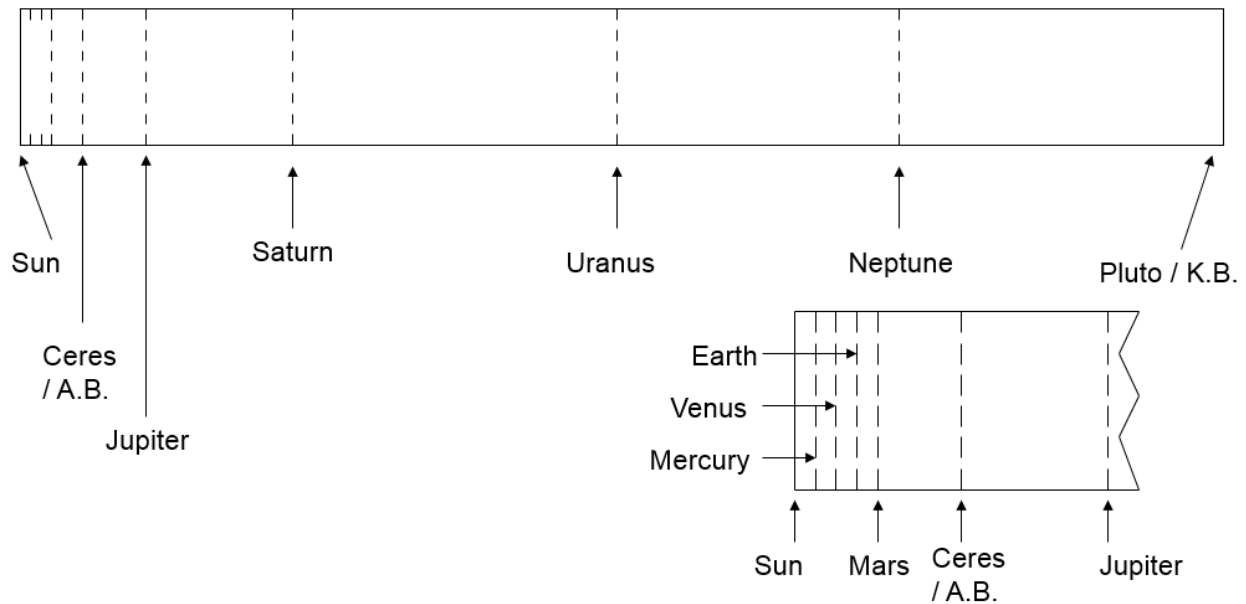 Sun
Saturn
Uranus
Neptune
Pluto / K.B.
Ceres
/ A.B.
Jupiter
Earth
Venus
Mercury
Sun
Mars
Ceres
/ A.B.
Jupiter